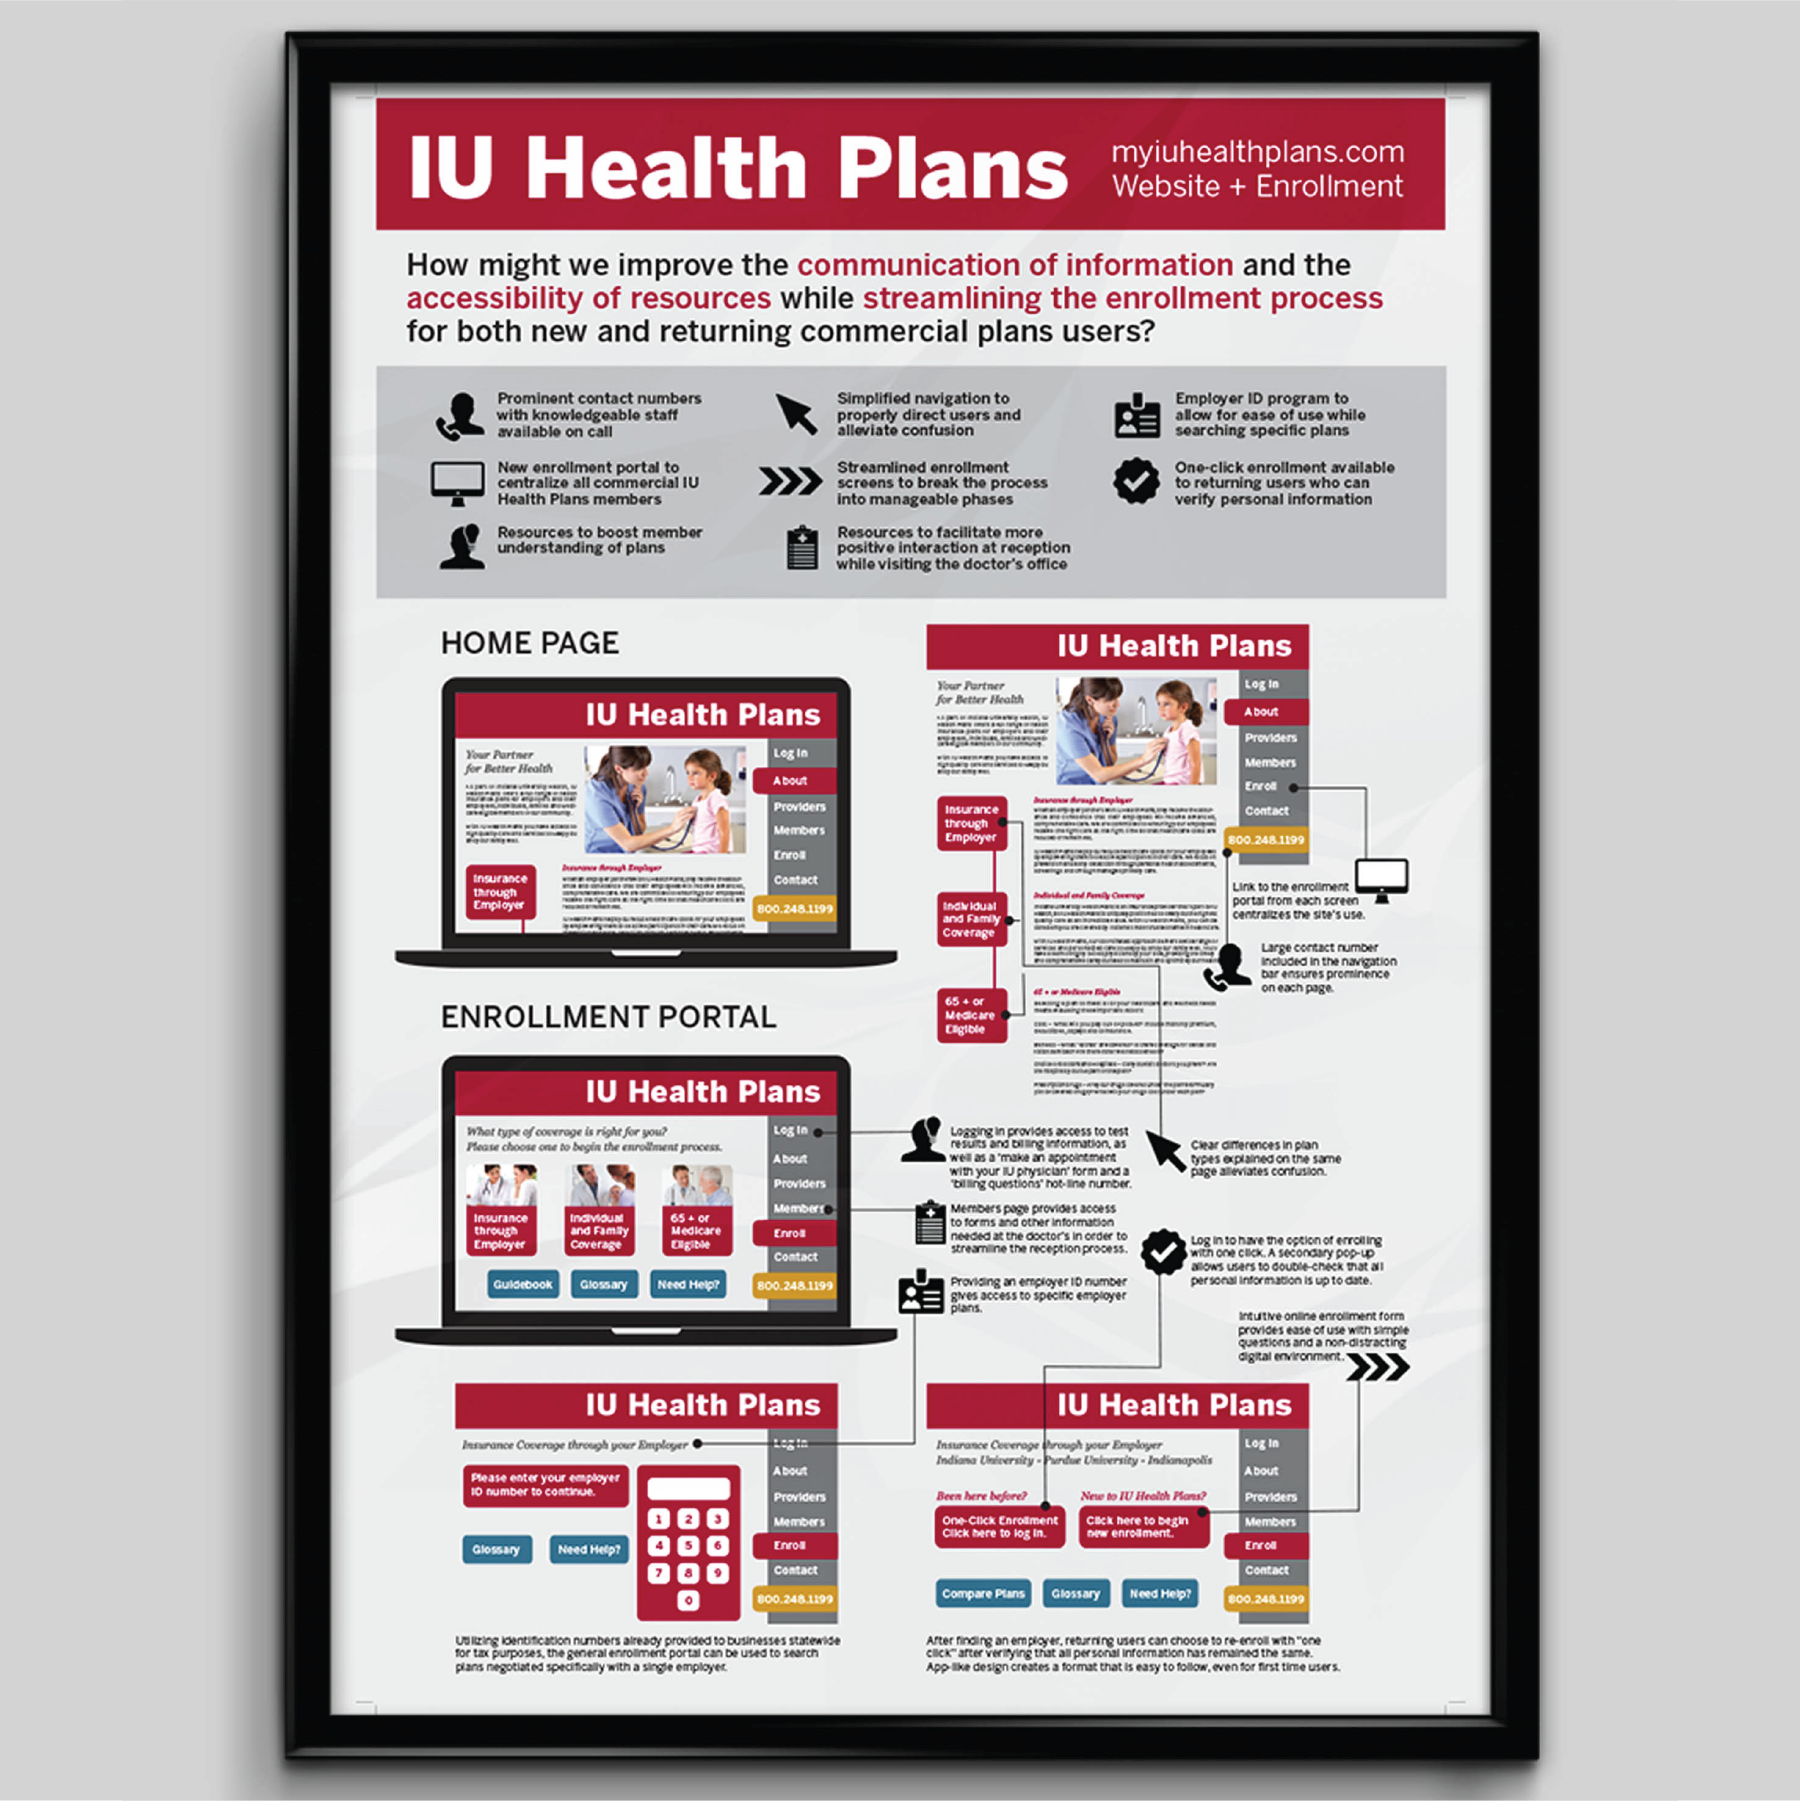 IU Health Plans
myiuhealthplans.com
Website + Enrollment
How might we improve the communication of information and the
accessibility of resources while streamlining the enrollment process
for both new and returning commercial plans users?
Prominent contact numbers
with knowledgeable staff
available on call
Simplified navigation to
properly direct users and
alleviate confusion
Employer ID program to
allow for ease of use while
searching specific plans
New enrollment portal to
centralize all commercial IU
Health Plans members
Streamlined enrollment
screens to break the process
into manageable phases
One-click enrollment available
to returning users who can
verify personal information
Resources to boost member
understanding of plans
Resources to facilitate more
positive interaction at reception
while visiting the doctor's office
HOME PAGE
IU Health Plans
Your Partner
for Better Health
Log In
About
Providers
Members
Enroll
Contact
800.248.1199
Insurance
through
Employer
Insurance through Employer
IU Health Plans
Your Partner
for Better Health
Log In
About
Providers
Members
Enroll
Contact
800.248.1199
Insurance
through
Employer
Individual
and Family
Coverage
65 + or
Medicare
Eligible
Insurance through Employer
Individual and Family Coverage
65 + or Medicare Eligible
Link to the enrollment
portal from each screen
centralizes the site's use.
Large contact number
included in the navigation
bar ensures prominence
on each page.
Clear differences in plan
types explained on the same
page alleviates confusion.
ENROLLMENT PORTAL
IU Health Plans
What type of coverage is right for you?
Please choose one to begin the enrollment process.
Insurance
through
Employer
Individual
and Family
Coverage
65 + or
Medicare
Eligible
Guidebook
Glossary
Need Help?
Log In
About
Providers
Members
Enroll
Contact
800.248.1199
Logging in provides access to test
results and billing information, as
well as a 'make an appointment
with your IU physician' form and a
'billing questions' hot-line number.
Members page provides access
to forms and other information
needed at the doctor's in order to
streamline the reception process.
Providing an employer ID number
gives access to specific employer
plans.
Log in to have the option of enrolling
with one click. A secondary pop-up
allows users to double-check that all
personal information is up to date.
Intuitive online enrollment form
provides ease of use with simple
questions and a non-distracting
digital environment.
IU Health Plans
Insurance Coverage through your Employer
Please enter your employer
ID number to continue.
Glossary
Need Help?
1 2 3
4 5 6
7 8 9
0
Log In
About
Providers
Members
Enroll
Contact
800.248.1199
Utilizing identification numbers already provided to businesses statewide
for tax purposes, the general enrollment portal can be used to search
plans negotiated specifically with a single employer.
IU Health Plans
Insurance Coverage through your Employer
Indiana University - Purdue University - Indianapolis
Been here before?
One-Click Enrollment
Click here to log in.
New to IU Health Plans?
Click here to begin
new enrollment.
Compare Plans
Glossary
Need Help?
Log In
About
Providers
Members
Enroll
Contact
800.248.1199
After finding an employer, returning users can choose to re-enroll with "one
click" after verifying that all personal information has remained the same.
App-like design creates a format that is easy to follow, even for first time users.